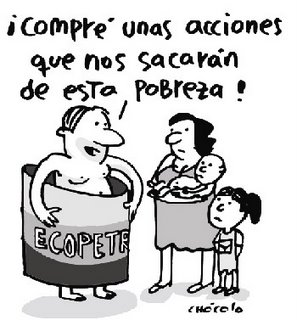 ¡Compré unas acciones
que nos sacarán
de esta pobreza!
ECOPETR
CHÓCOLO